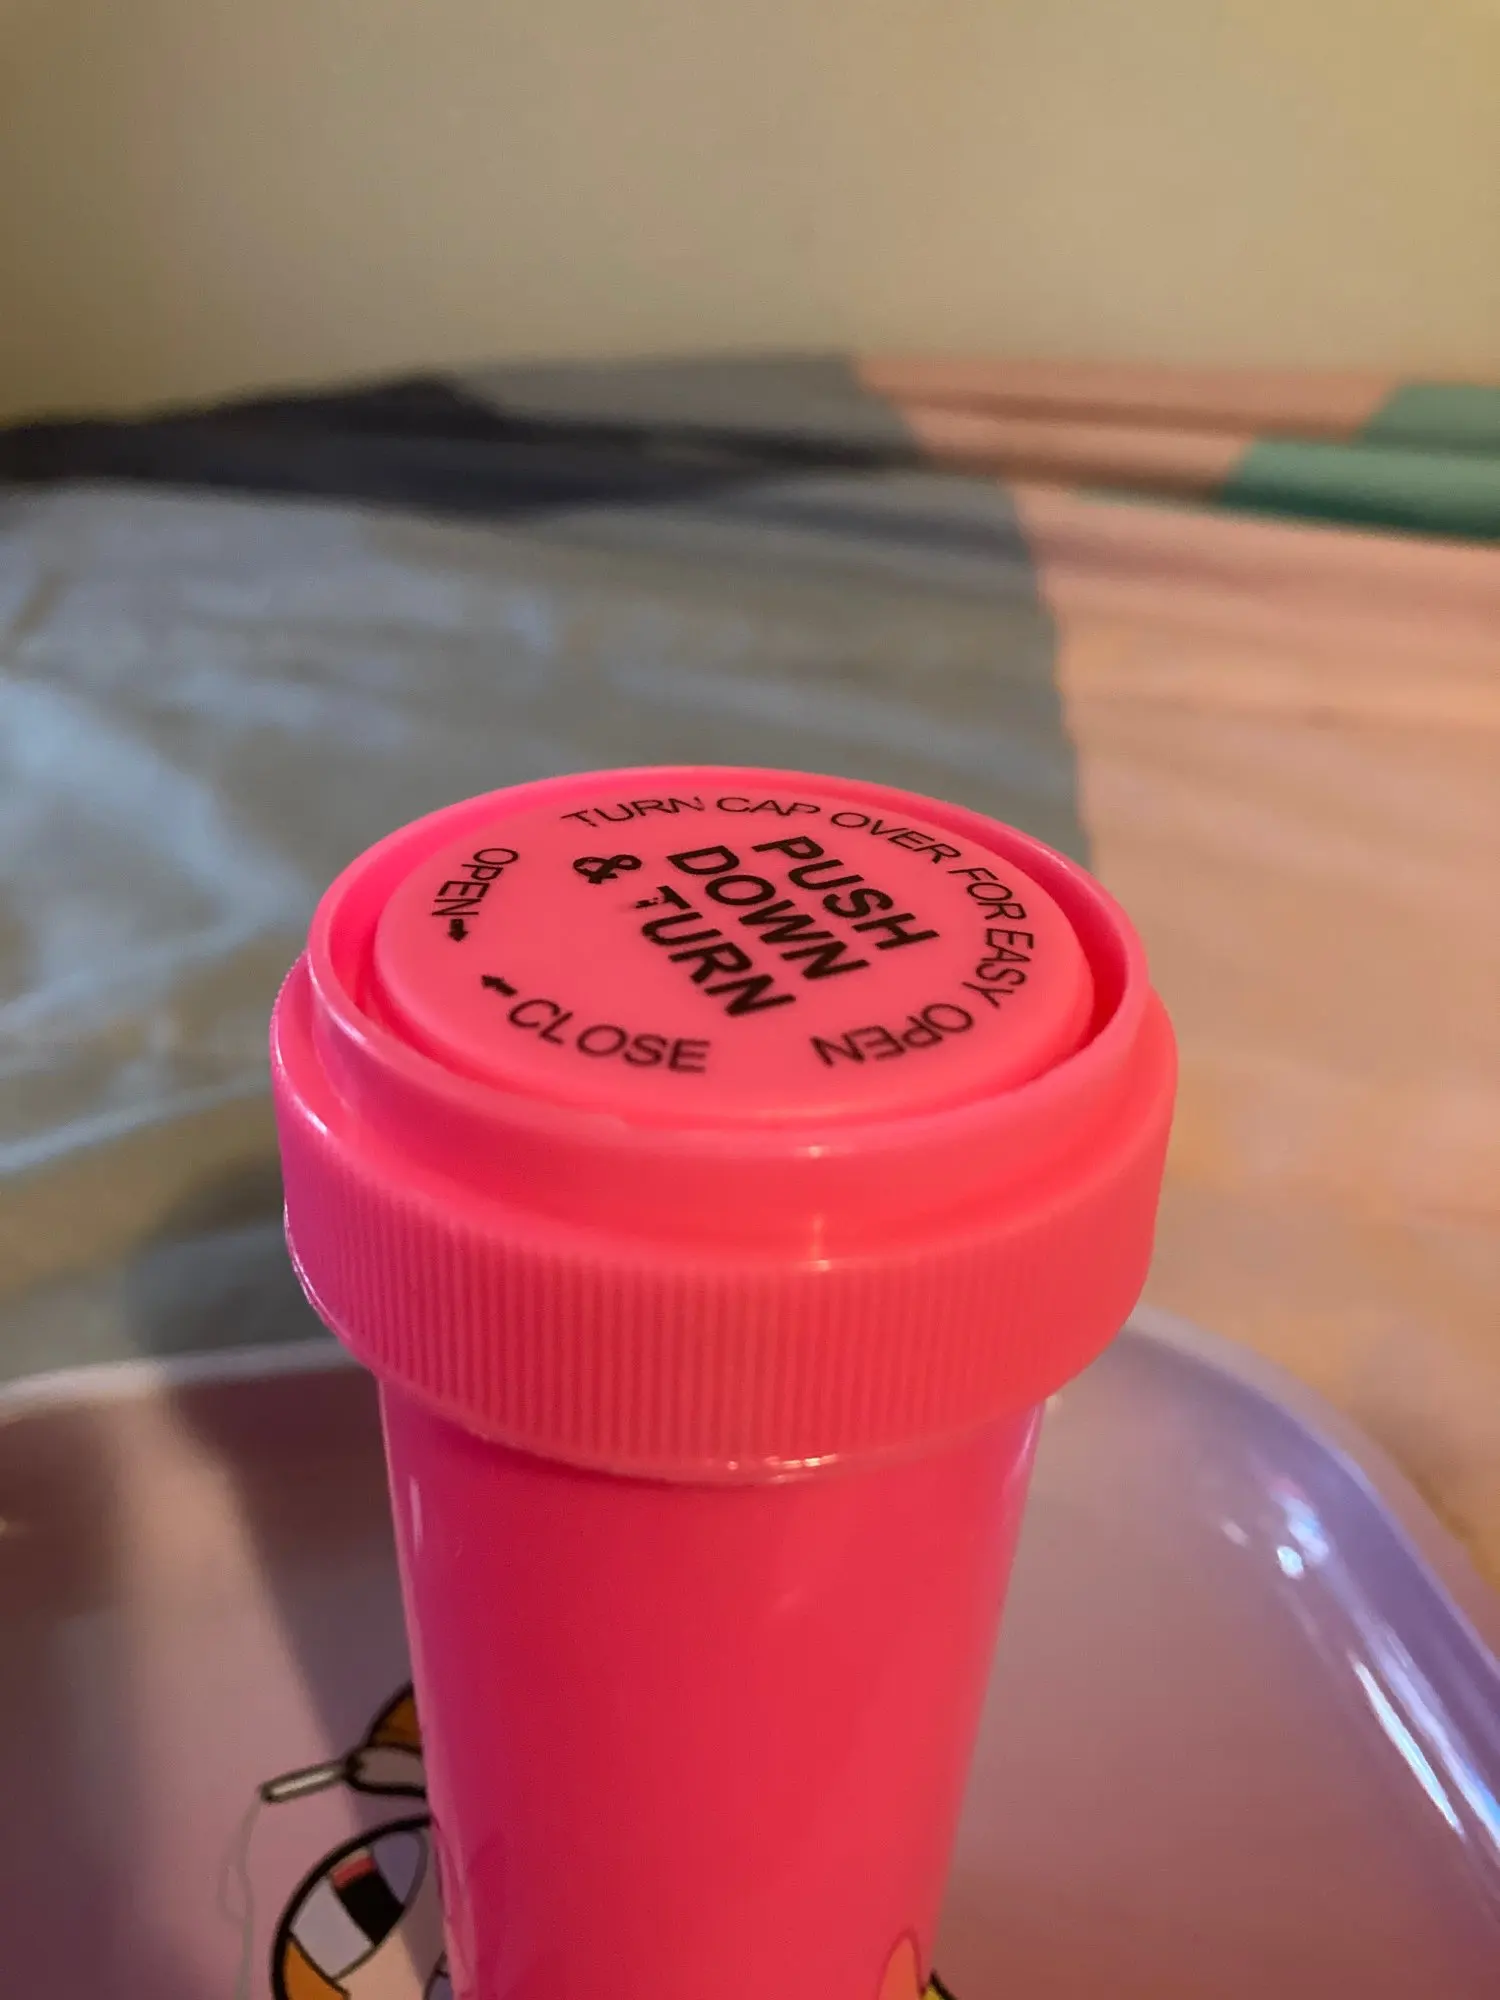 TURN CAP OVER FOR EASY OPEN
PUSH
DOWN
& TURN
OPEN
CLOSE